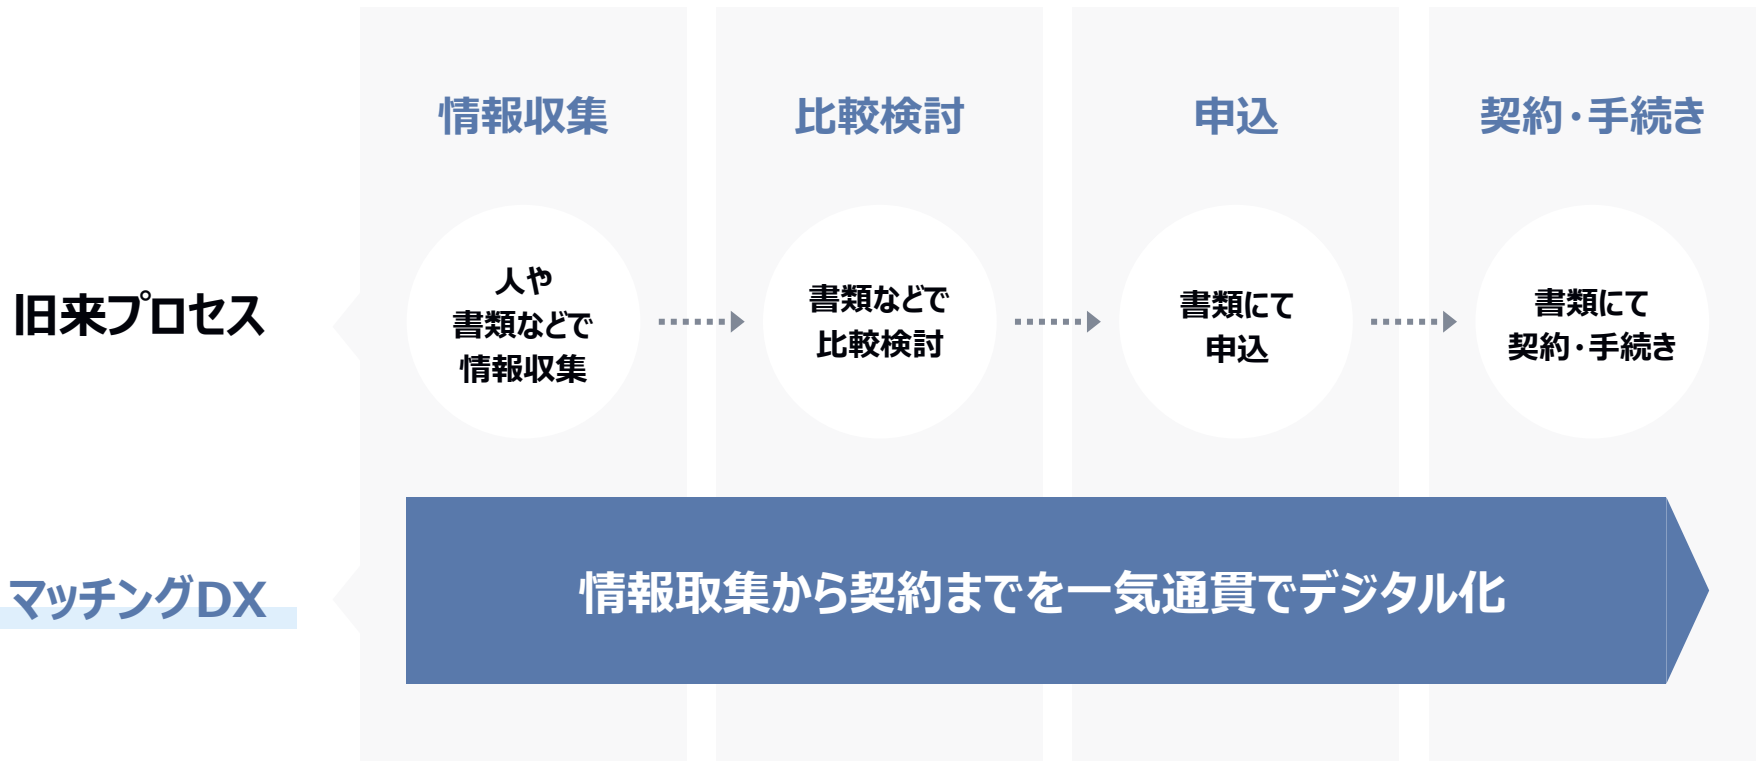 情報収集
比較検討
申込
契約・手続き
旧来プロセス
人や
書類などで
情報収集
書類などで
比較検討
書類にて
申込
書類にて
契約・手続き
マッチングDX
情報取集から契約までを一気通貫でデジタル化